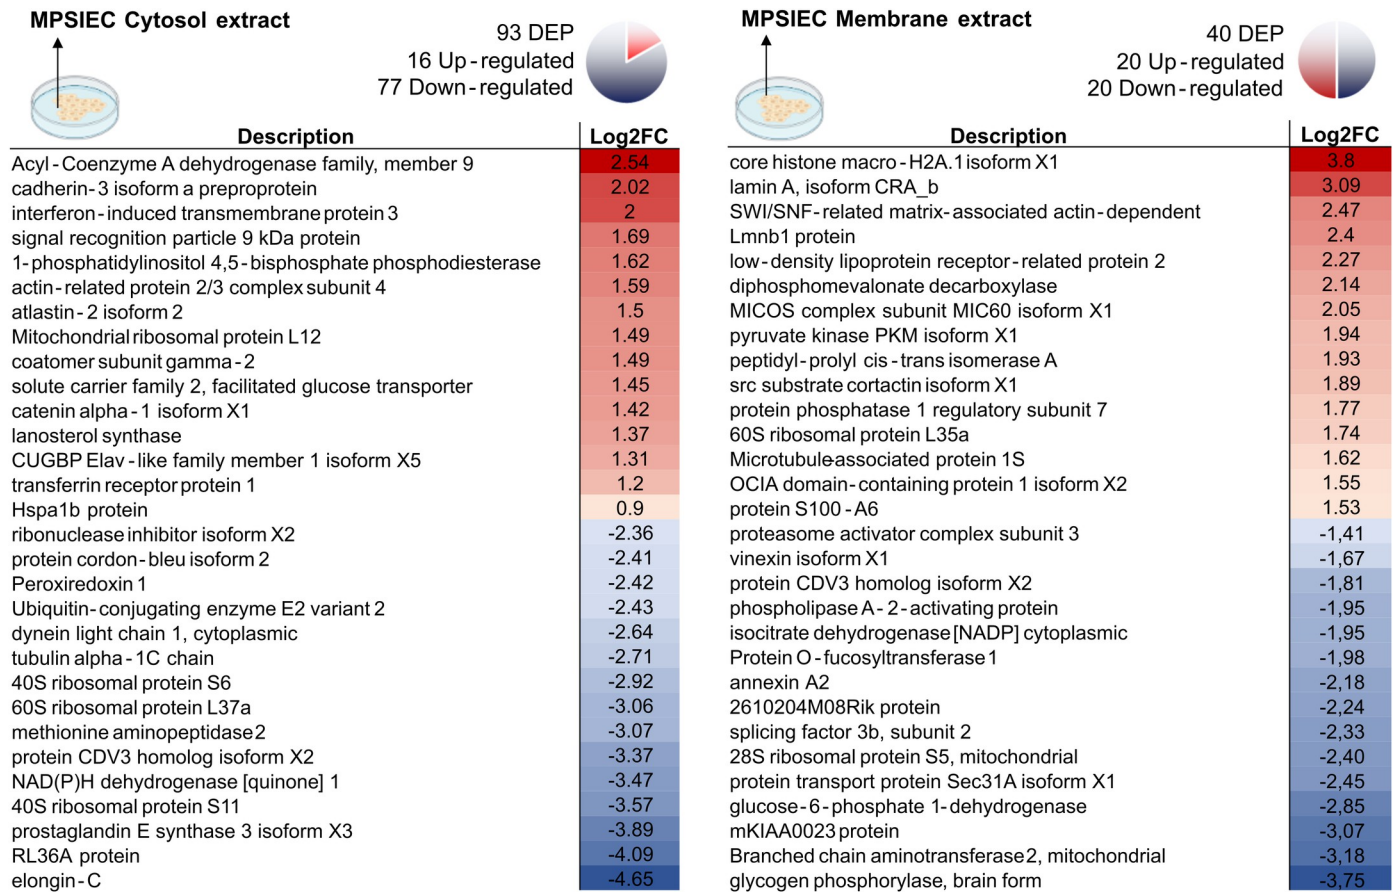 MPSIEC Cytosol extract
93 DEP
16 Up-regulated
77 Down-regulated
Description Log2FC
Acyl-Coenzyme A dehydrogenase family, member 9 2.54
cadherin-3 isoform a preproprotein 2.02
interferon-induced transmembrane protein 3 2
signal recognition particle 9 kDa protein 1.69
1-phosphatidylinositol 4,5-bisphosphate phosphodiesterase 1.62
actin-related protein 2/3 complex subunit 4 1.59
atlastin-2 isoform 2 1.5
Mitochondrial ribosomal protein L12 1.49
coatomer subunit gamma-2 1.49
solute carrier family 2, facilitated glucose transporter 1.45
catenin alpha-1 isoform X1 1.42
lanosterol synthase 1.37
CUGBP Elav-like family member 1 isoform X5 1.31
transferrin receptor protein 1 1.2
Hspa1b protein 0.9
ribonuclease inhibitor isoform X2 -2.36
protein cordon-bleu isoform 2 -2.41
Peroxiredoxin 1 -2.42
Ubiquitin-conjugating enzyme E2 variant 2 -2.43
dynein light chain 1, cytoplasmic -2.64
tubulin alpha-1C chain -2.71
40S ribosomal protein S6 -2.92
60S ribosomal protein L37a -3.06
methionine aminopeptidase 2 -3.07
protein CDV3 homolog isoform X2 -3.37
NAD(P)H dehydrogenase [quinone] 1 -3.47
40S ribosomal protein S11 -3.57
prostaglandin E synthase 3 isoform X3 -3.89
RL36A protein -4.09
elongin-C -4.65
MPSIEC Membrane extract
40 DEP
20 Up-regulated
20 Down-regulated
Description Log2FC
core histone macro-H2A.1 isoform X1 3.8
lamin A, isoform CRA_b 3.09
SWI/SNF-related matrix-associated actin-dependent 2.47
Lmnb1 protein 2.4
low-density lipoprotein receptor-related protein 2 2.27
diphosphomevalonate decarboxylase 2.14
MICOS complex subunit MIC60 isoform X1 2.05
pyruvate kinase PKM isoform X1 1.94
peptidyl-prolyl cis-trans isomerase A 1.93
src substrate cortactin isoform X1 1.89
protein phosphatase 1 regulatory subunit 7 1.77
60S ribosomal protein L35a 1.74
Microtubule-associated protein 1S 1.62
OCIA domain-containing protein 1 isoform X2 1.55
protein S100-A6 1.53
proteasome activator complex subunit 3 -1,41
vinexin isoform X1 -1,67
protein CDV3 homolog isoform X2 -1,81
phospholipase A-2-activating protein -1,95
isocitrate dehydrogenase [NADP] cytoplasmic -1,95
Protein O-fucosyltransferase 1 -1,98
annexin A2 -2,18
2610204M08Rik protein -2,24
splicing factor 3b, subunit 2 -2,33
28S ribosomal protein S5, mitochondrial -2,40
protein transport protein Sec31A isoform X1 -2,45
glucose-6-phosphate 1-dehydrogenase -2,85
mKIAA0023 protein -3,07
Branched chain aminotransferase 2, mitochondrial -3,18
glycogen phosphorylase, brain form -3,75